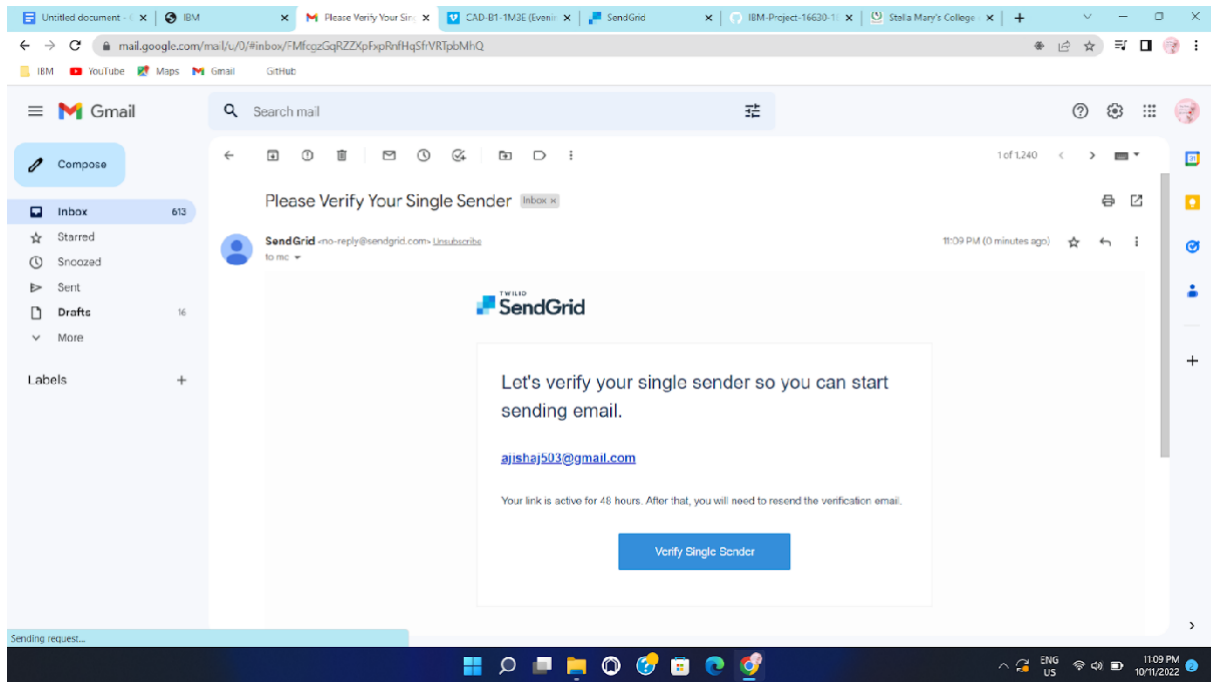 Untitled document - G
IBM
Please Verify Your Sing
CAD-B1-1M3E (Evenin
SendGrid
IBM-Project-16630-1
Stella Mary's College
mail.google.com/mail/u/0/#inbox/
IBM
YouTube
Maps
Gmail
GitHub
Gmail
Search mail
Compose
1 of 1,240
Please Verify Your Single Sender
Inbox x
Inbox 613
Starred
Snoozed
Sent
Drafts 16
More
Labels
SendGrid <no-reply@sendgrid.com> Unsubscribe
11:09 PM (0 minutes ago)
to me
TWILIO
SendGrid
Let's verify your single sender so you can start
sending email.
ajishaj503@gmail.com
Your link is active for 48 hours. After that, you will need to resend the verification email.
Verify Single Sender
Sending request...
ENG
US
11:09 PM
10/11/2022
2